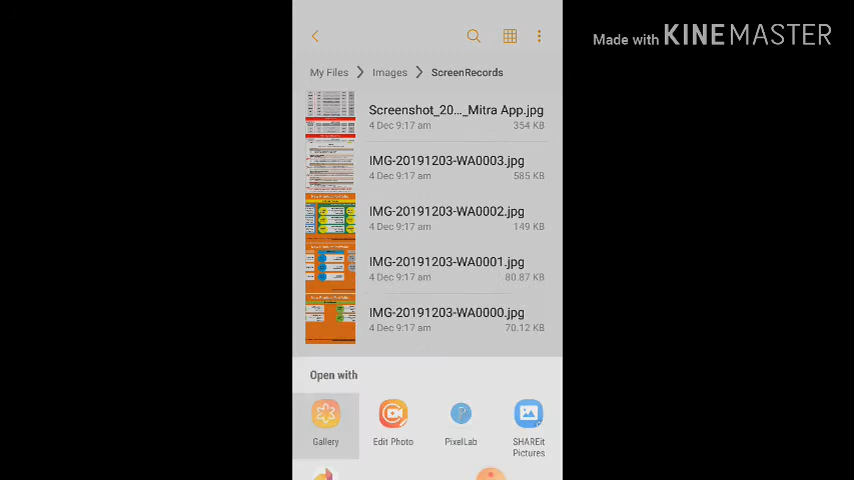 Made with KINEMASTER
My Files > Images > ScreenRecords
Screenshot_20..._Mitra App.jpg
4 Dec 9:17 am 354 KB
IMG-20191203-WA0003.jpg
4 Dec 9:17 am 585 KB
IMG-20191203-WA0002.jpg
4 Dec 9:17 am 149 KB
IMG-20191203-WA0001.jpg
4 Dec 9:17 am 80.87 KB
IMG-20191203-WA0000.jpg
4 Dec 9:17 am 70.12 KB
Open with
Gallery Edit Photo PixelLab SHAREit
Pictures